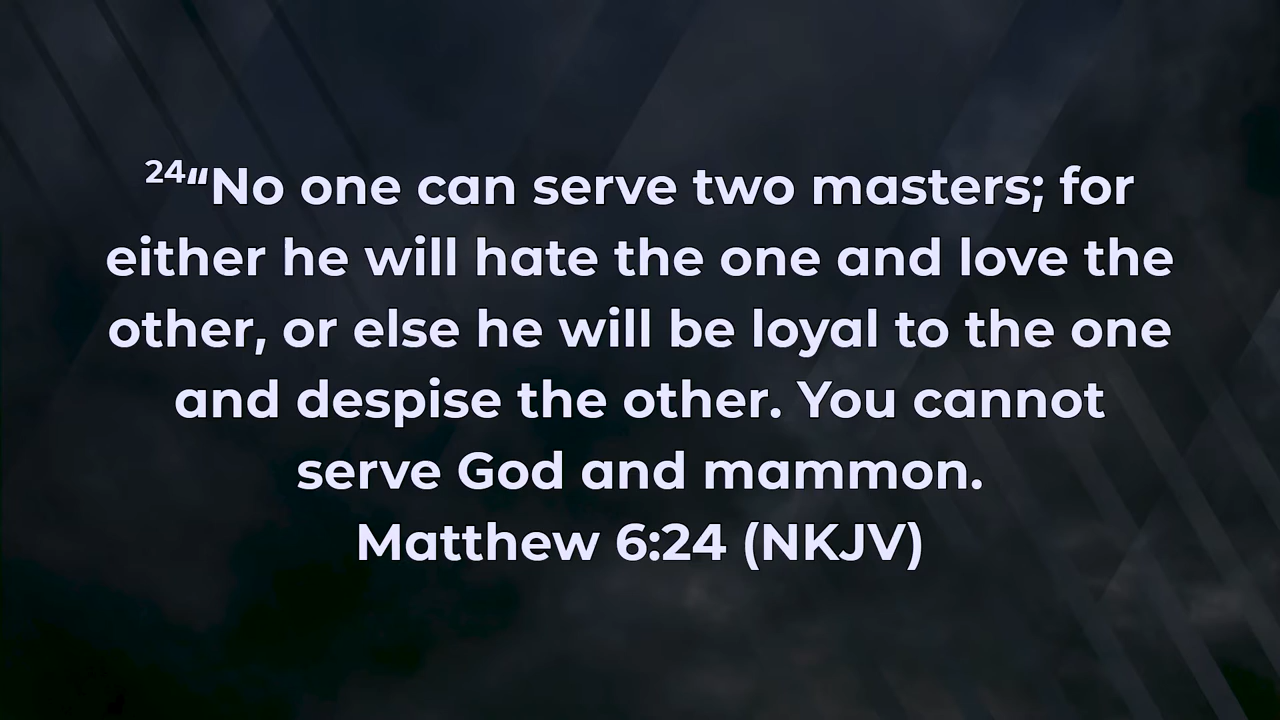 ²⁴“No one can serve two masters; for
either he will hate the one and love the
other, or else he will be loyal to the one
and despise the other. You cannot
serve God and mammon.
Matthew 6:24 (NKJV)